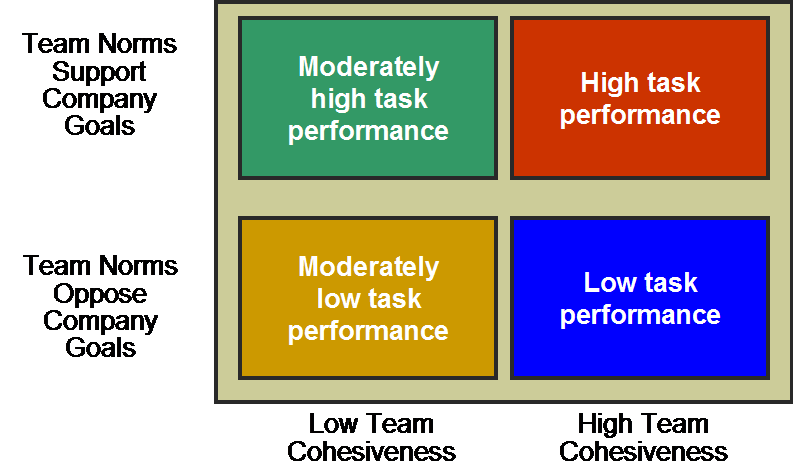 Team Norms
Support
Company
Goals
Moderately
high task
performance
High task
performance
Team Norms
Oppose
Company
Goals
Moderately
low task
performance
Low task
performance
Low Team
Cohesiveness
High Team
Cohesiveness